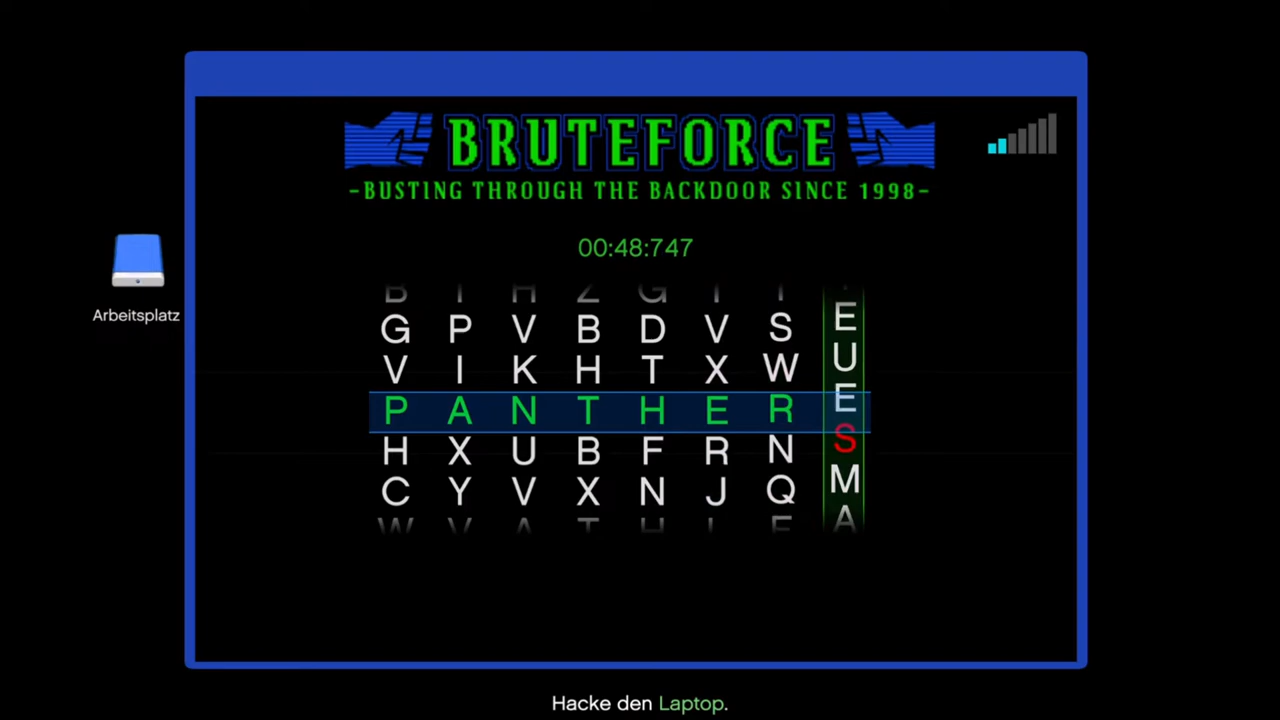 BRUTEFORCE
-BUSTING THROUGH THE BACKDOOR SINCE 1998-
00:48:747
Arbeitsplatz
G P V B D V S E
V I K H T X W U
P A N T H E R E
S
H X U B F R N
C Y V X N J Q M
A
Hacke den Laptop.